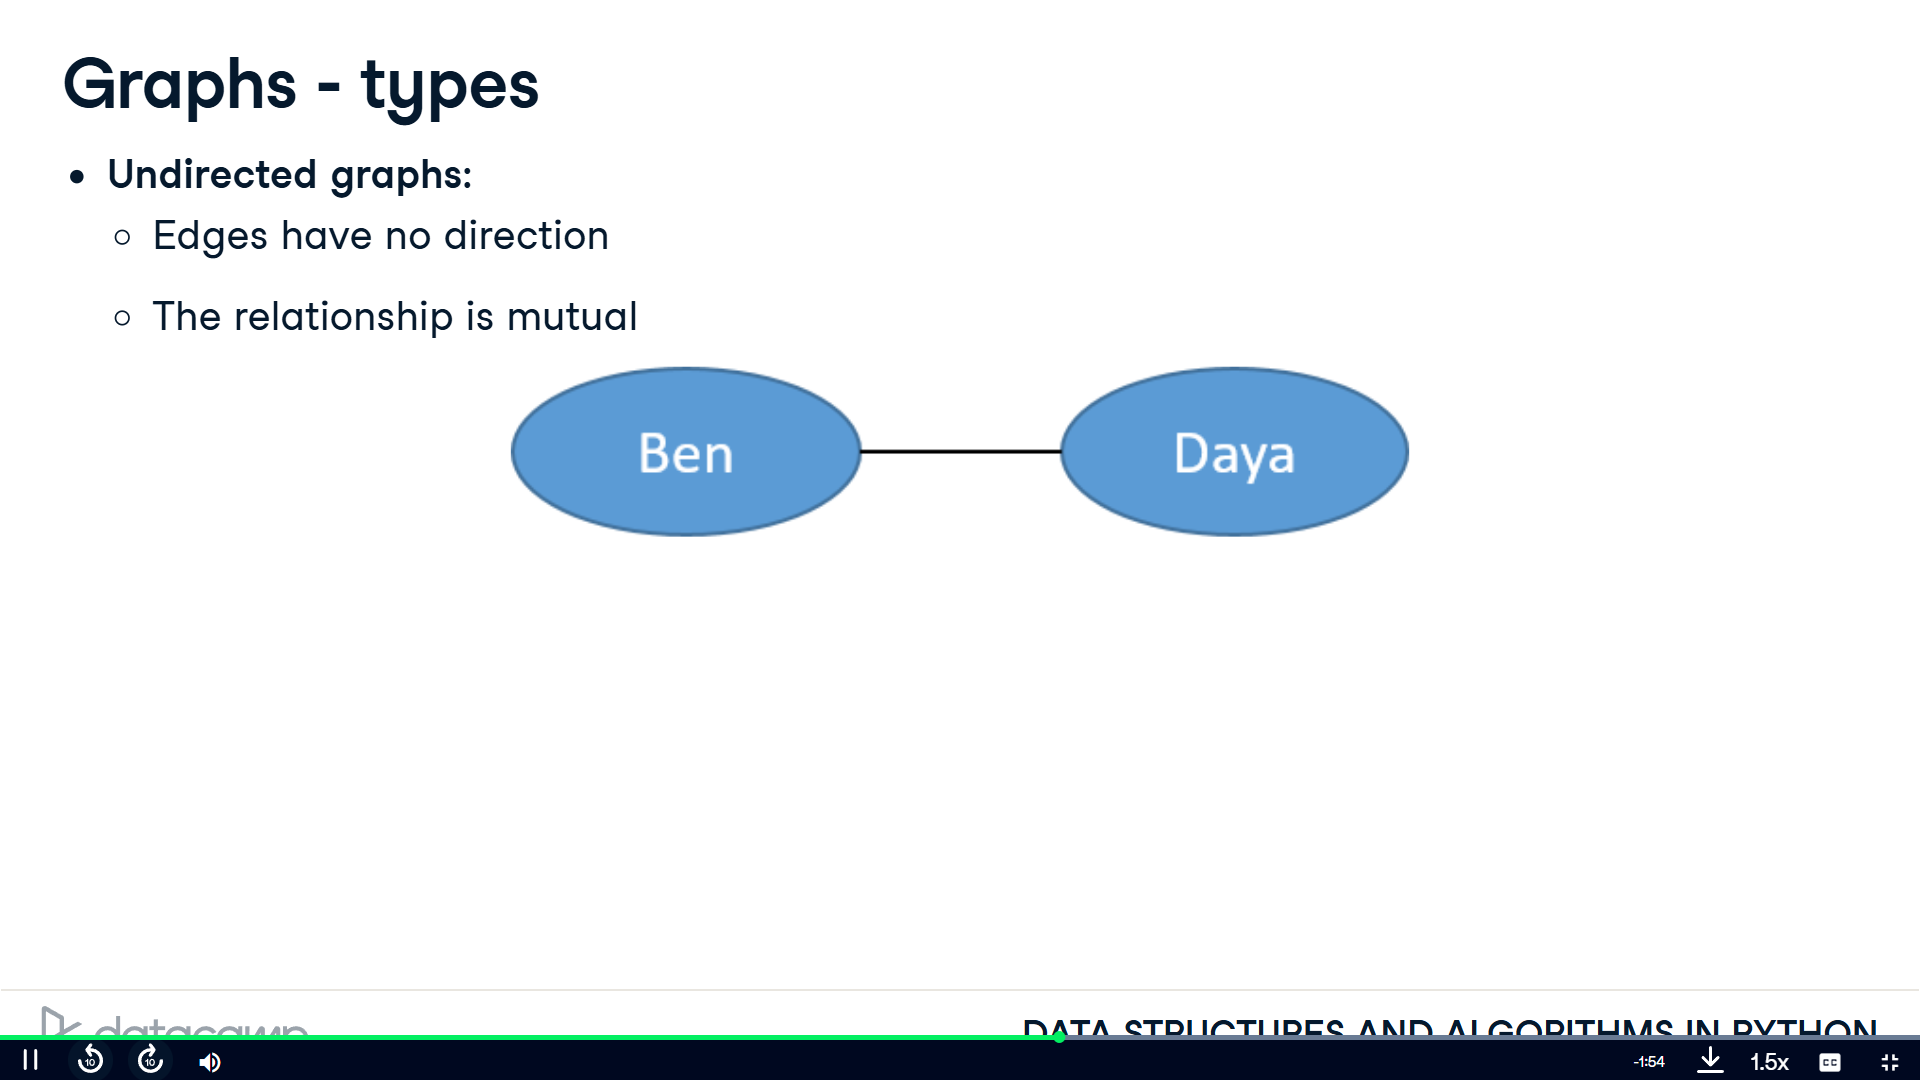 Graphs - types
Undirected graphs:
Edges have no direction
The relationship is mutual
Ben
Daya
datacamp
DATA STRUCTURES AND ALGORITHMS IN PYTHON
10
10
-1:54
1.5x
CC